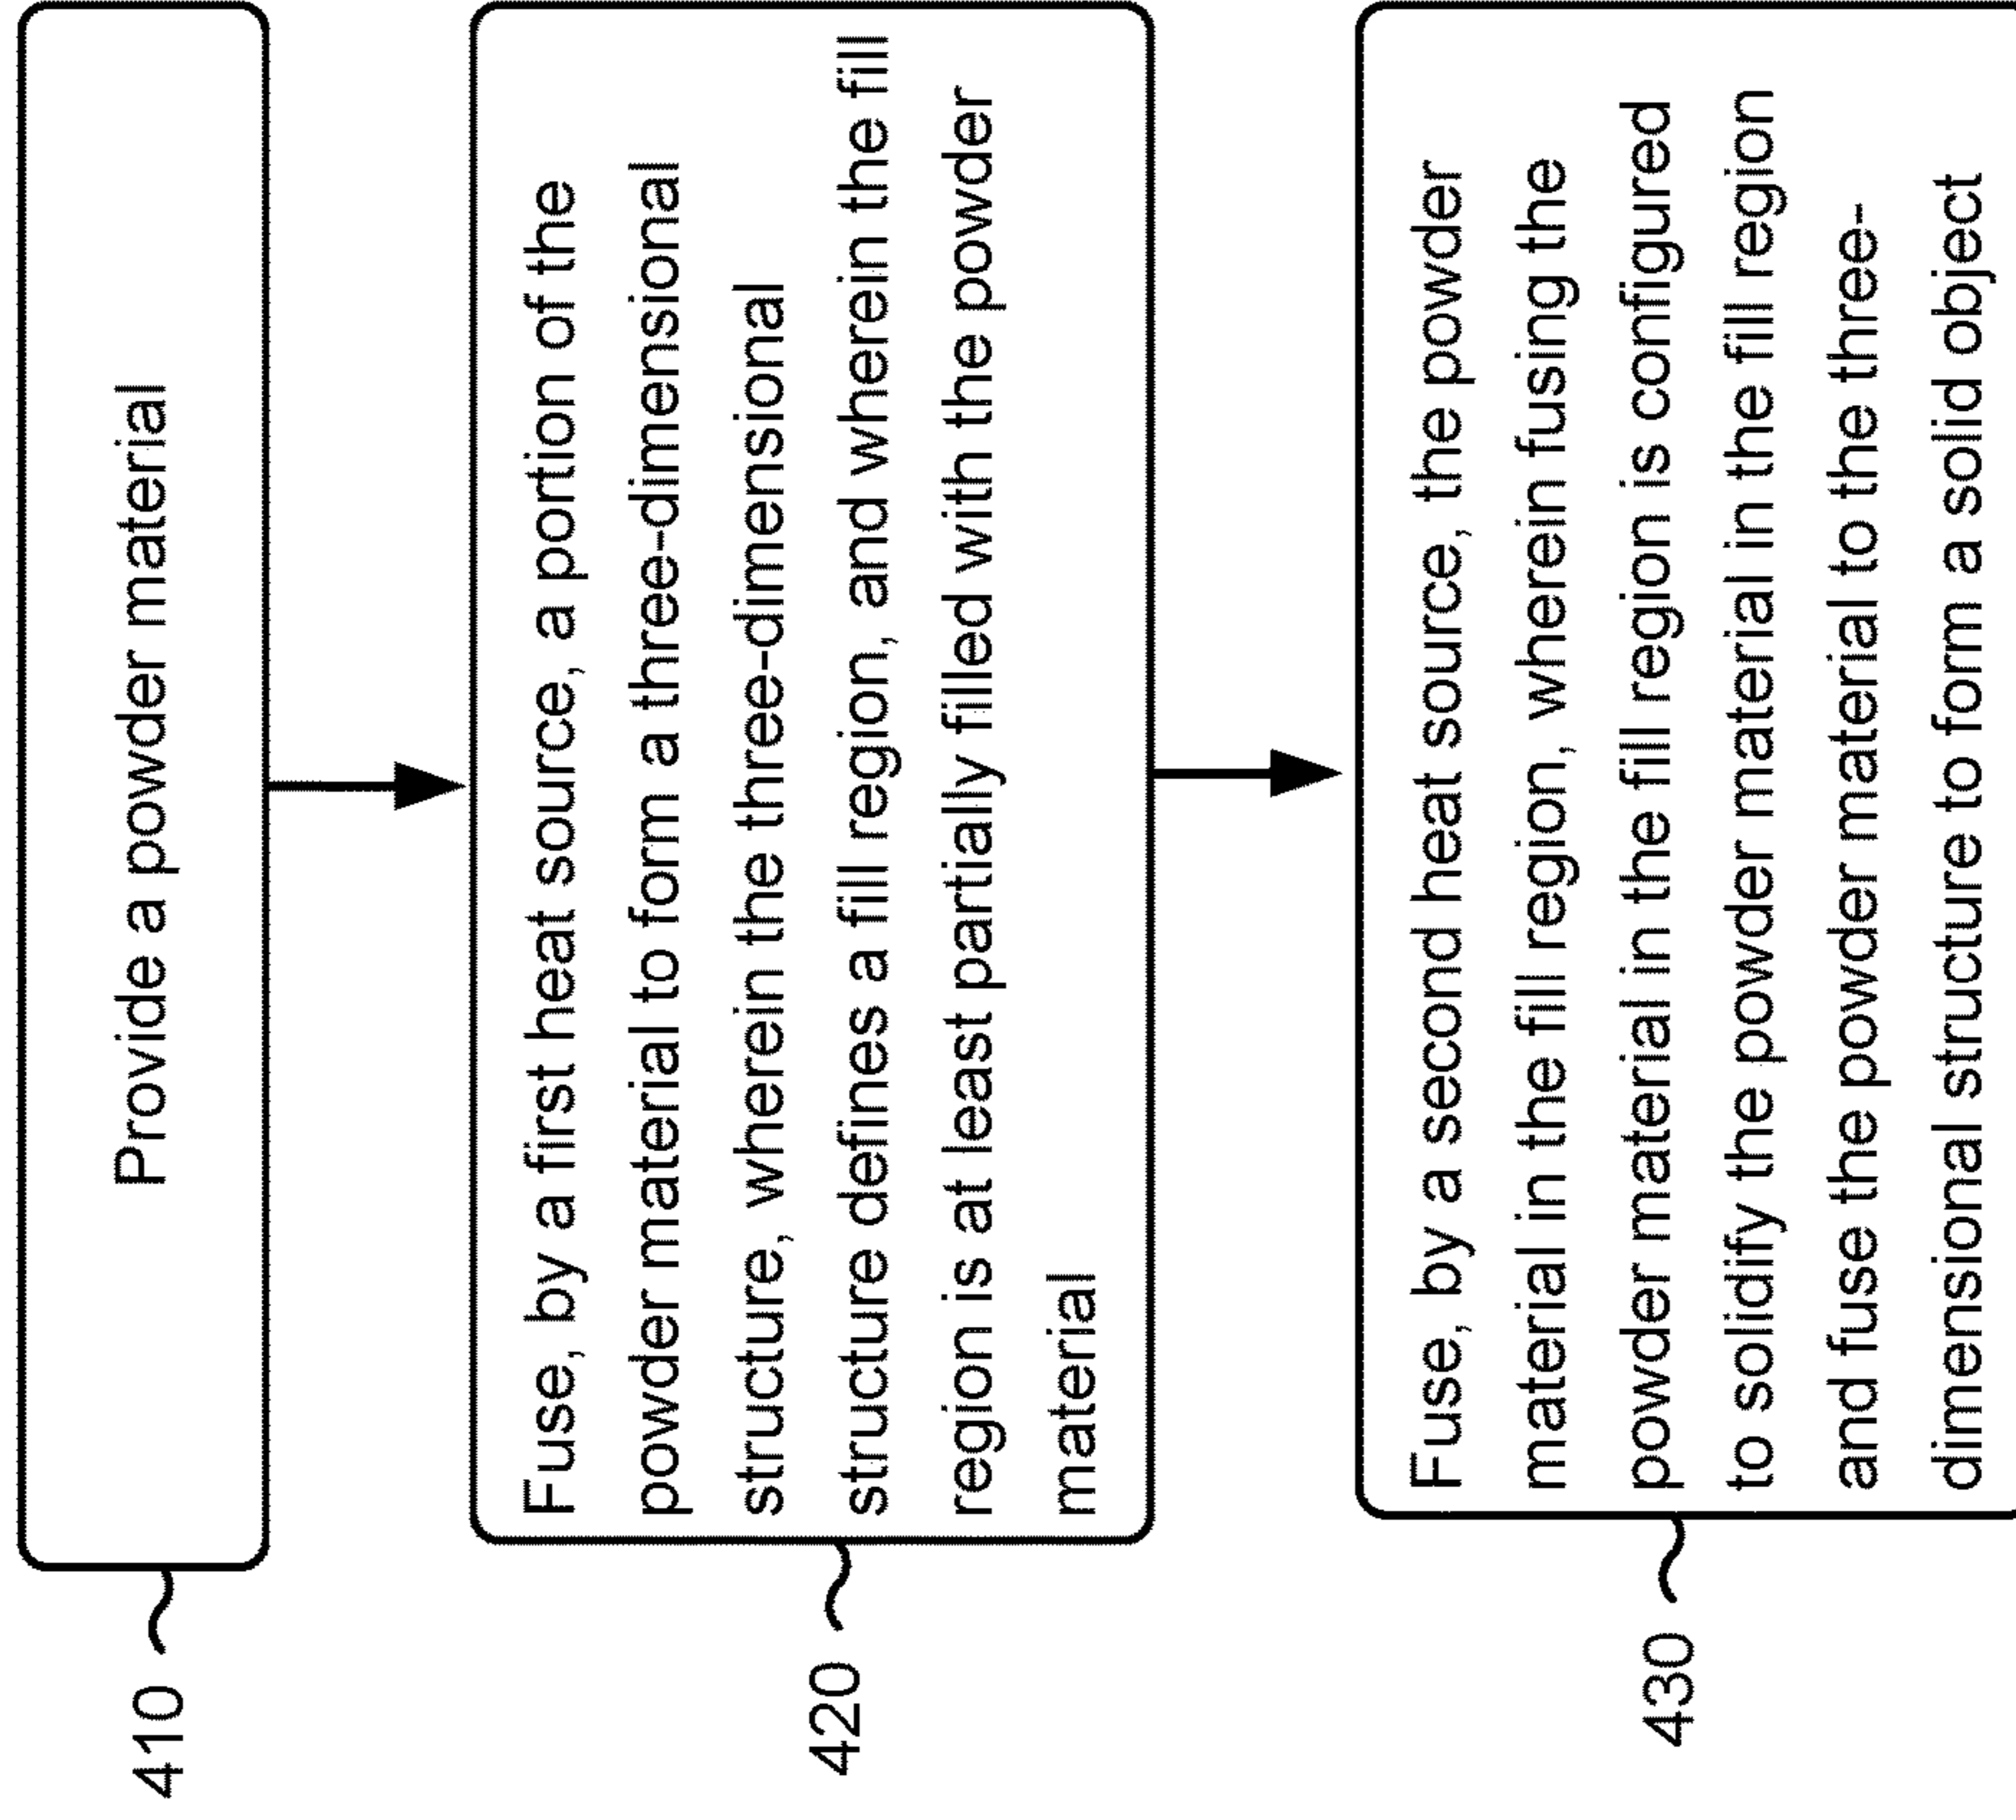 410
Provide a powder material
420
Fuse, by a first heat source, a portion of the
powder material to form a three-dimensional
structure, wherein the three-dimensional
structure defines a fill region, and wherein the fill
region is at least partially filled with the powder
material
430
Fuse, by a second heat source, the powder
material in the fill region, wherein fusing the
powder material in the fill region is configured
to solidify the powder material in the fill region
and fuse the powder material to the three-
dimensional structure to form a solid object